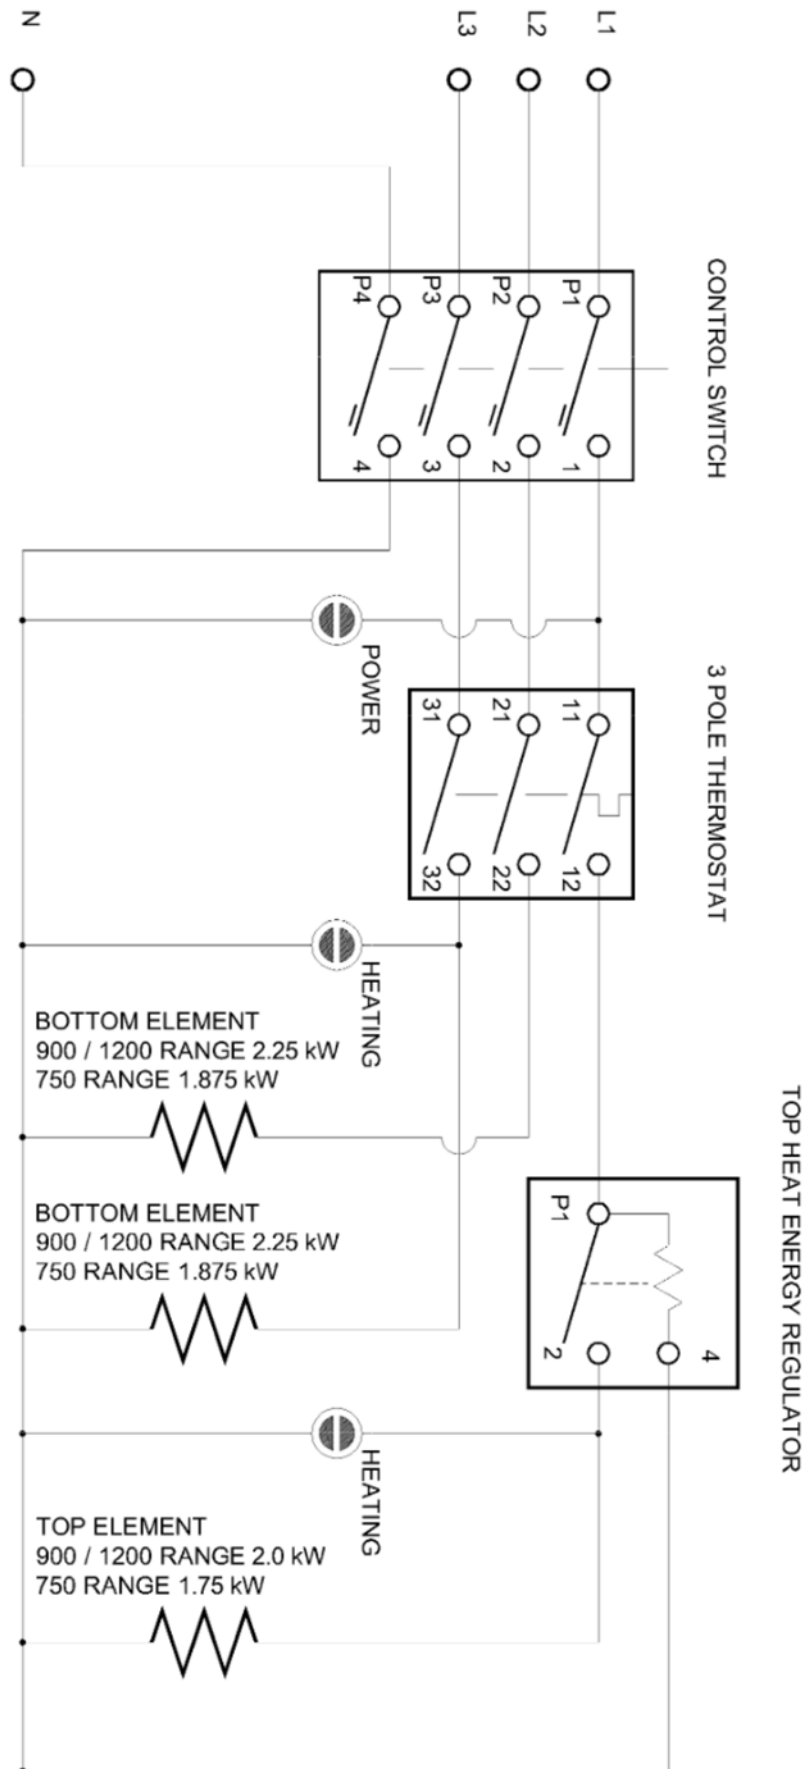 N
L3
L2
L1
CONTROL SWITCH
P4
P3
P2
P1
4
3
2
1
POWER
3 POLE THERMOSTAT
31
21
11
32
22
12
HEATING
BOTTOM ELEMENT
900 / 1200 RANGE 2.25 kW
750 RANGE 1.875 kW
TOP HEAT ENERGY REGULATOR
BOTTOM ELEMENT
900 / 1200 RANGE 2.25 kW
750 RANGE 1.875 kW
P1
2
4
HEATING
TOP ELEMENT
900 / 1200 RANGE 2.0 kW
750 RANGE 1.75 kW